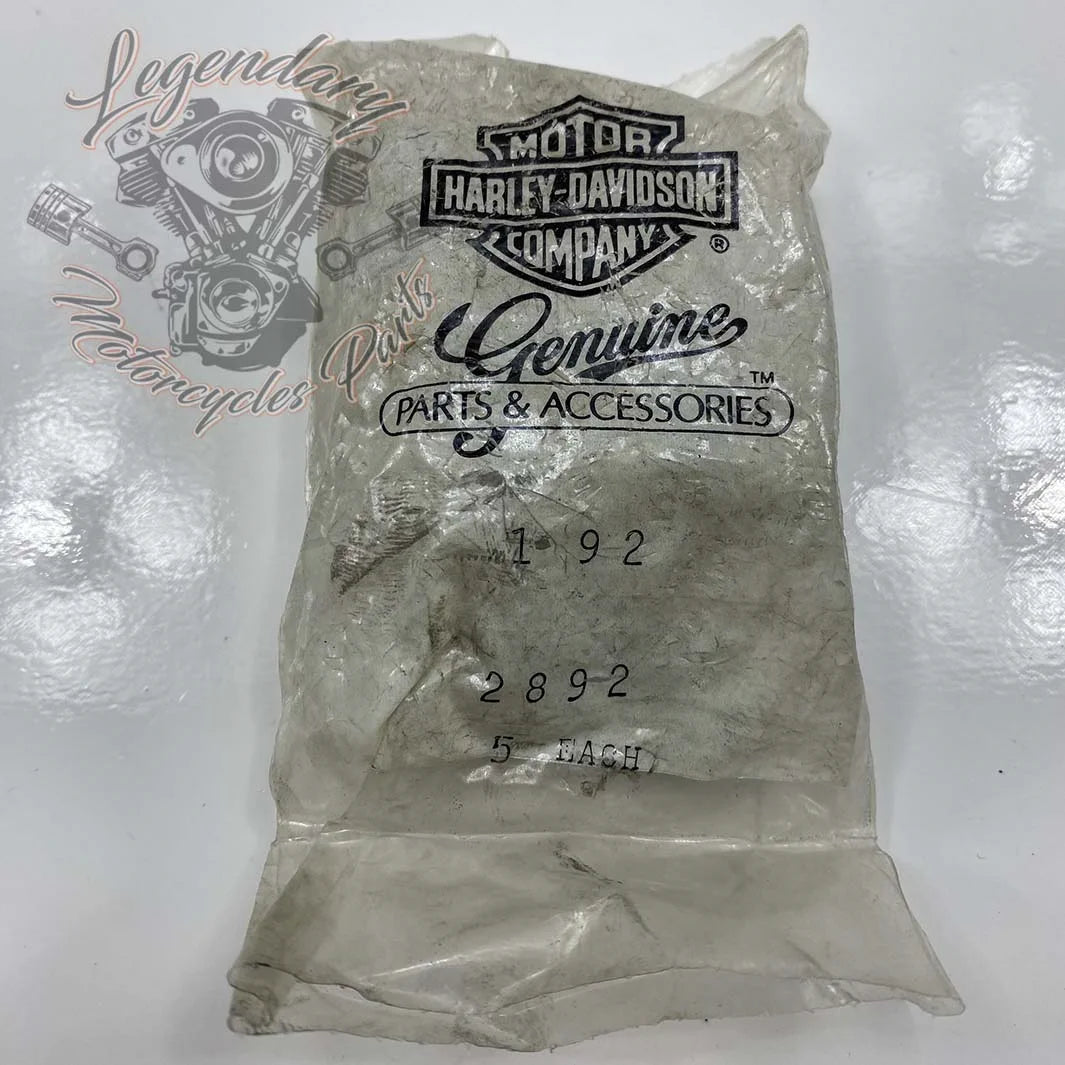 Legendary
Motorcycles Parts
MOTOR
HARLEY-DAVIDSON
COMPANY
®
Genuine
TM
PARTS & ACCESSORIES
1 92
2892
5 EACH